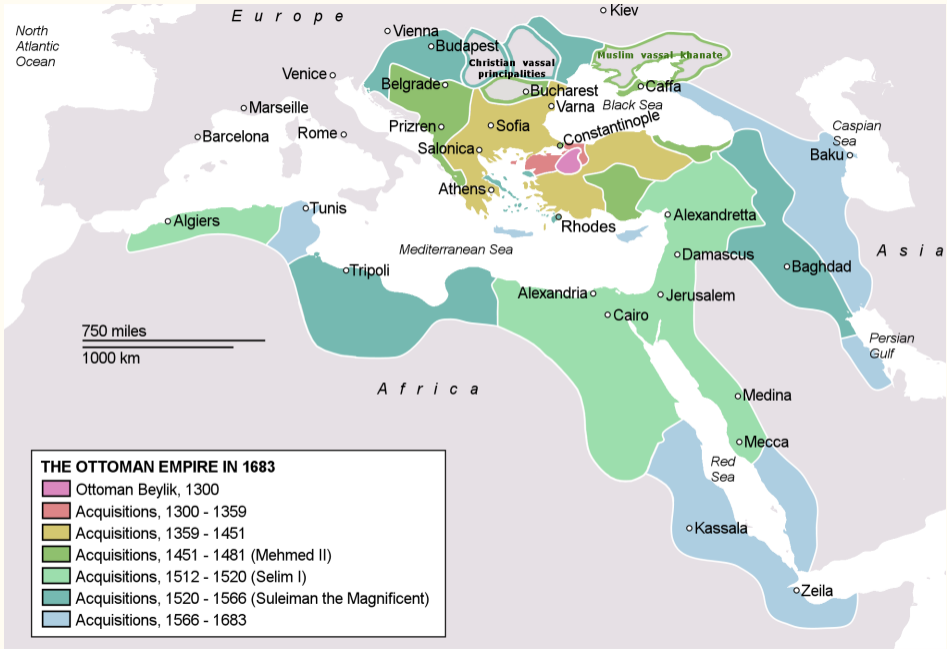 Europe
Kiev
North
Atlantic
Ocean
Vienna
Budapest
Christian vassal
principalities
Muslim vassal khanate
Venice
Belgrade
Bucharest
Caffa
Marseille
Varna
Black Sea
Barcelona
Rome
Prizren
Sofia
Constantinople
Caspian
Sea
Salonica
Baku
Athens
Algiers
Tunis
Rhodes
Alexandretta
Mediterranean Sea
Damascus
Asia
Tripoli
Baghdad
Alexandria
Jerusalem
Cairo
750 miles
1000 km
Persian
Gulf
Africa
Medina
Mecca
Red
Sea
Kassala
Zeila
THE OTTOMAN EMPIRE IN 1683
Ottoman Beylik, 1300
Acquisitions, 1300 - 1359
Acquisitions, 1359 - 1451
Acquisitions, 1451 - 1481 (Mehmed II)
Acquisitions, 1512 - 1520 (Selim I)
Acquisitions, 1520 - 1566 (Suleiman the Magnificent)
Acquisitions, 1566 - 1683